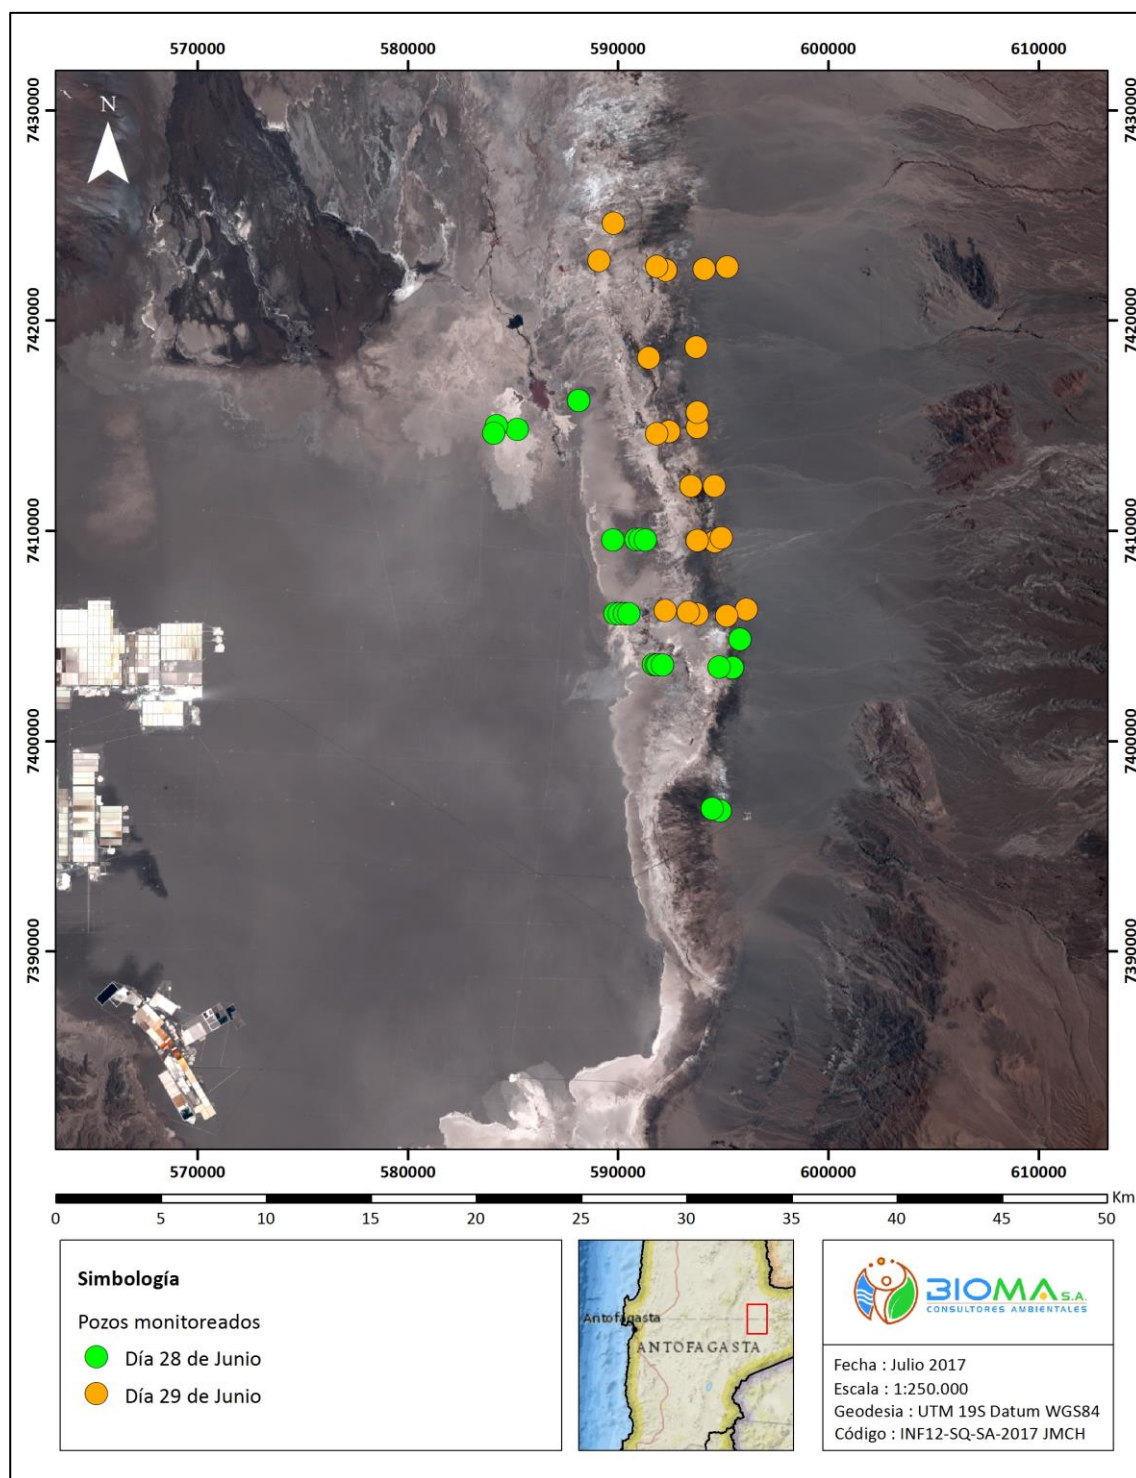 570000 580000 590000 600000 610000
7430000 7430000
N
7420000 7420000
7410000 7410000
7400000 7400000
7390000 7390000
570000 580000 590000 600000 610000
Km
0 5 10 15 20 25 30 35 40 45 50
Simbología
Pozos monitoreados
Día 28 de Junio
Día 29 de Junio
Antofagasta
ANTOFAGASTA
BIOMA S.A.
CONSULTORES AMBIENTALES
Fecha : Julio 2017
Escala : 1:250.000
Geodesia : UTM 19S Datum WGS84
Código : INF12-SQ-SA-2017 JMCH